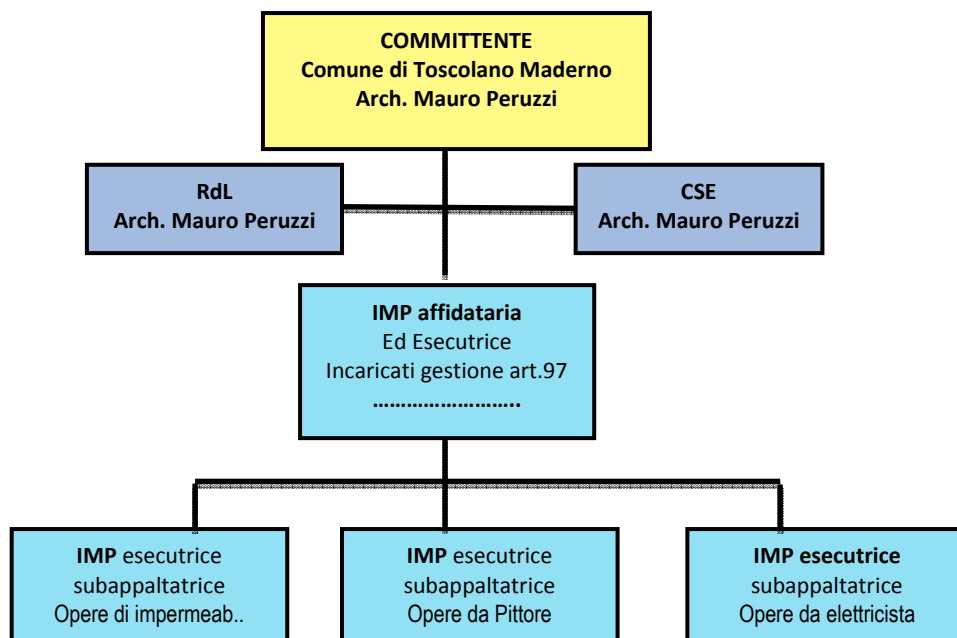 COMMITTENTE
Comune di Toscolano Maderno
Arch. Mauro Peruzzi
RdL
Arch. Mauro Peruzzi
CSE
Arch. Mauro Peruzzi
IMP affidataria
Ed Esecutrice
Incaricati gestione art.97
……………………..
IMP esecutrice
subappaltatrice
Opere di impermeab..
IMP esecutrice
subappaltatrice
Opere da Pittore
IMP esecutrice
subappaltatrice
Opere da elettricista